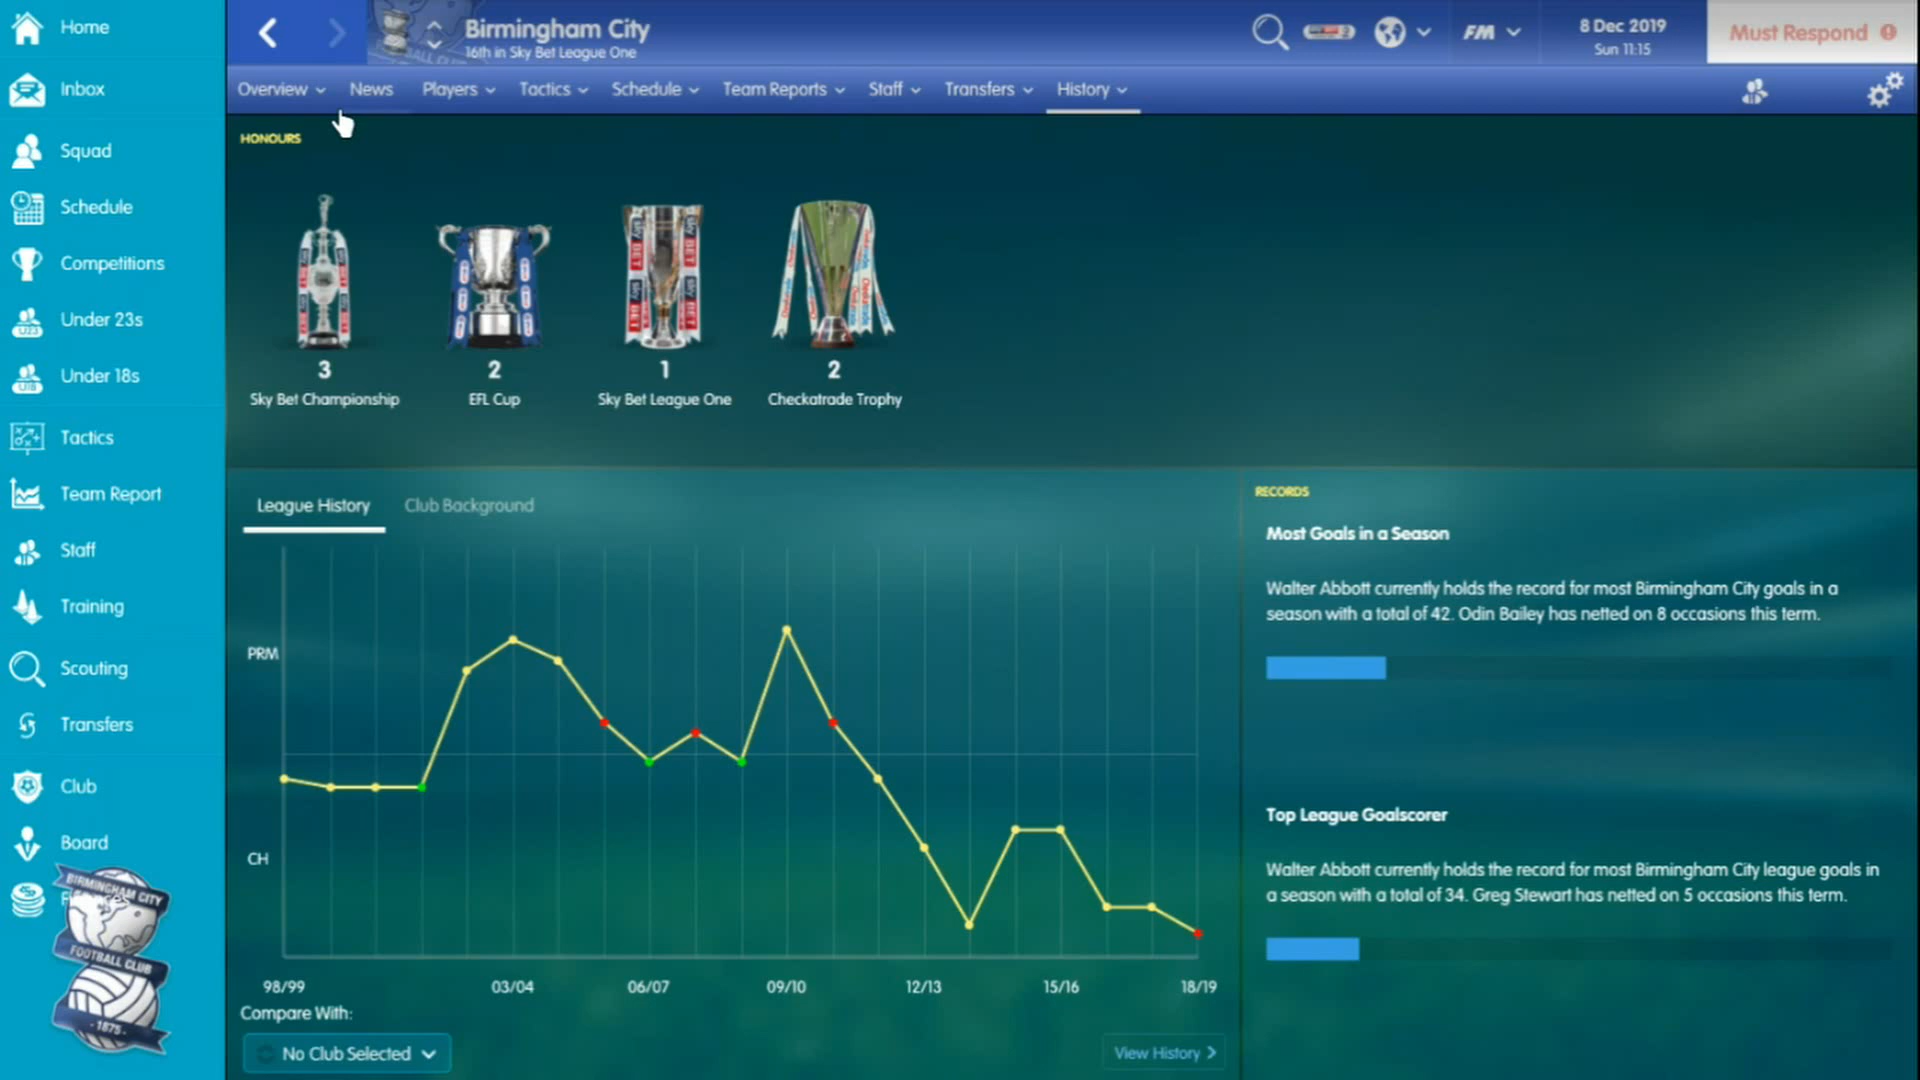 Home
Inbox
Squad
Schedule
Competitions
Under 23s
Under 18s
Tactics
Team Report
Staff
Training
Scouting
Transfers
Club
Board
BIRMINGHAM CITY
FOOTBALL CLUB
- 1875 -
Birmingham City
16th in Sky Bet League One
FM
8 Dec 2019
Sun 11:15
Must Respond
Overview
News
Players
Tactics
Schedule
Team Reports
Staff
Transfers
History
HONOURS
3
Sky Bet Championship
2
EFL Cup
1
Sky Bet League One
2
Checkatrade Trophy
League History
Club Background
PRM
CH
98/99
03/04
06/07
09/10
12/13
15/16
18/19
Compare With:
No Club Selected
View History
RECORDS
Most Goals in a Season
Walter Abbott currently holds the record for most Birmingham City goals in a
season with a total of 42. Odin Bailey has netted on 8 occasions this term.
Top League Goalscorer
Walter Abbott currently holds the record for most Birmingham City league goals in
a season with a total of 34. Greg Stewart has netted on 5 occasions this term.